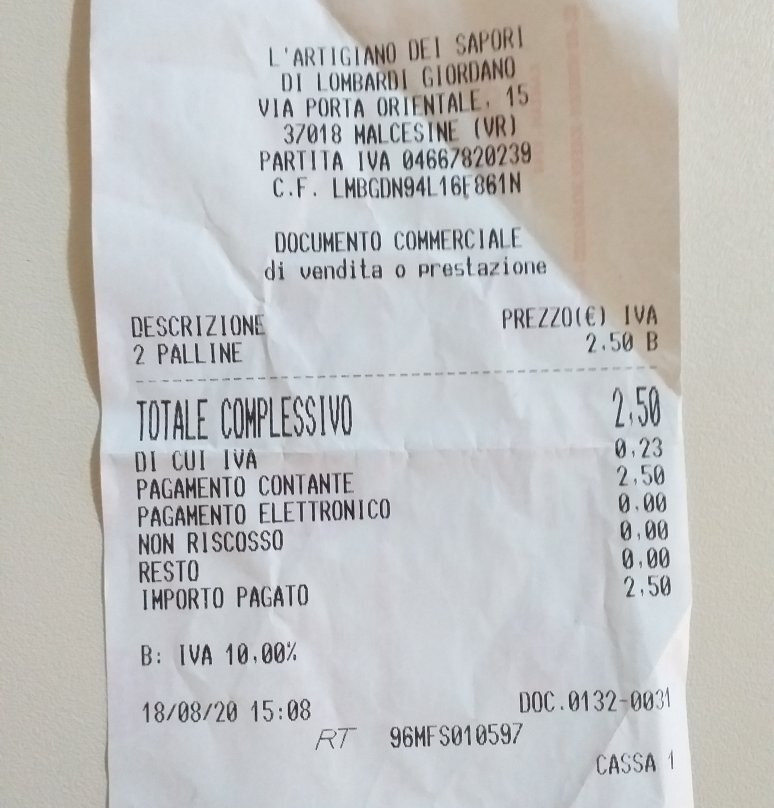 L'ARTIGIANO DEI SAPORI
DI LOMBARDI GIORDANO
VIA PORTA ORIENTALE, 15
37018 MALCESINE (VR)
PARTITA IVA 04667820239
C.F. LMBGDN94L16E861N
DOCUMENTO COMMERCIALE
di vendita o prestazione
DESCRIZIONE PREZZO(€) IVA
2 PALLINE 2.50 B
TOTALE COMPLESSIVO 2,50
DI CUI IVA 0,23
PAGAMENTO CONTANTE 2,50
PAGAMENTO ELETTRONICO 0.00
NON RISCOSSO 0,00
RESTO 0,00
IMPORTO PAGATO 2,50
B: IVA 10,00%
18/08/20 15:08 DOC.0132-0031
RT 96MFS010597
CASSA 1